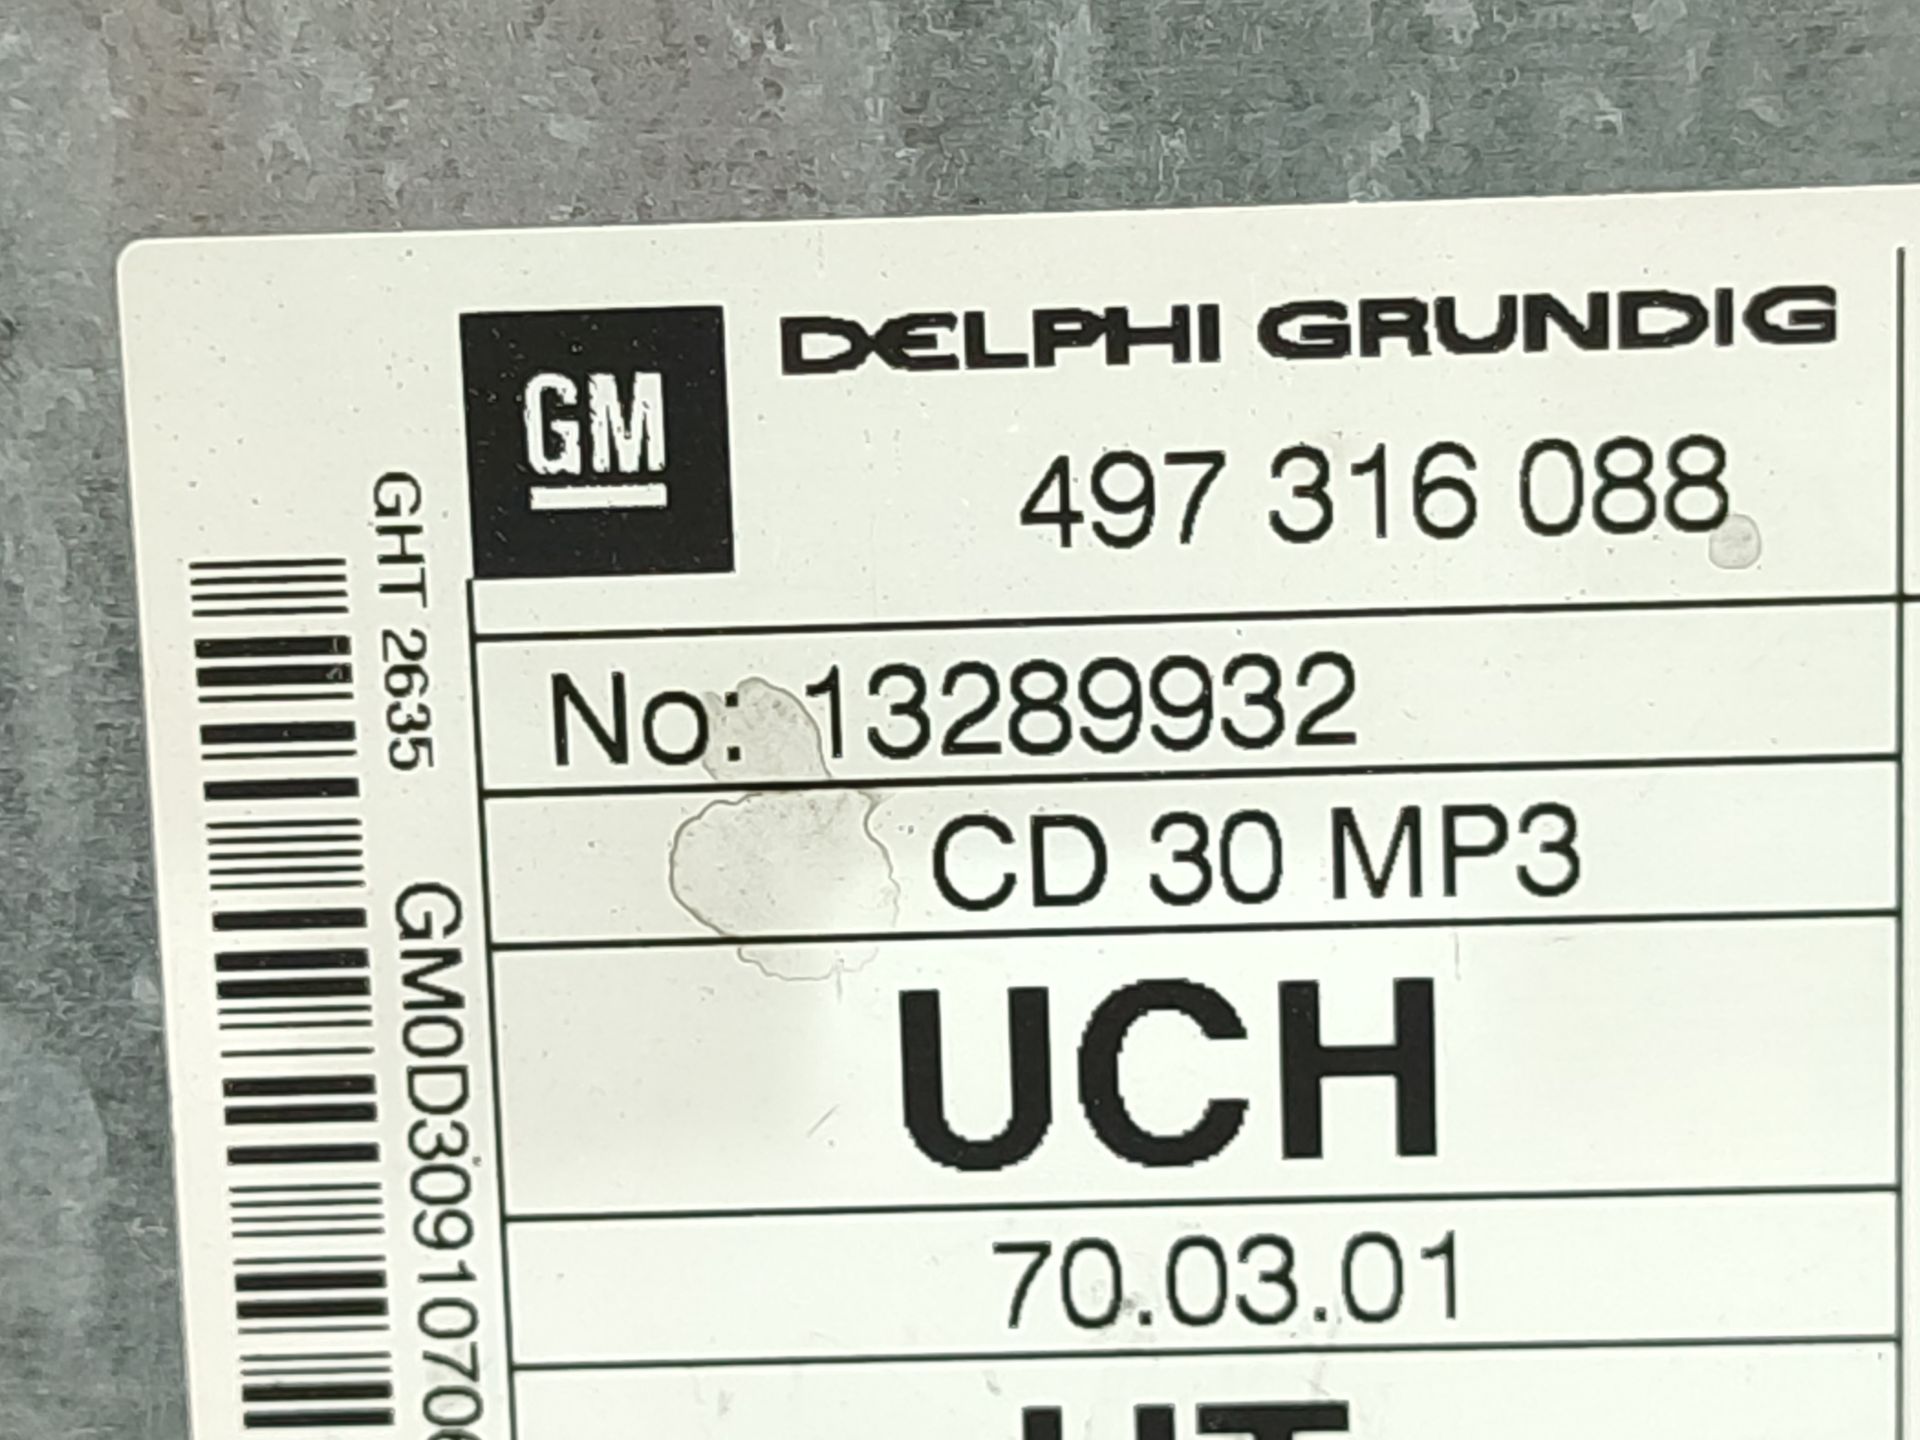 GM
DELPHI GRUNDIG
497 316 088
No: 13289932
CD 30 MP3
UCH
70.03.01
GHT 2635